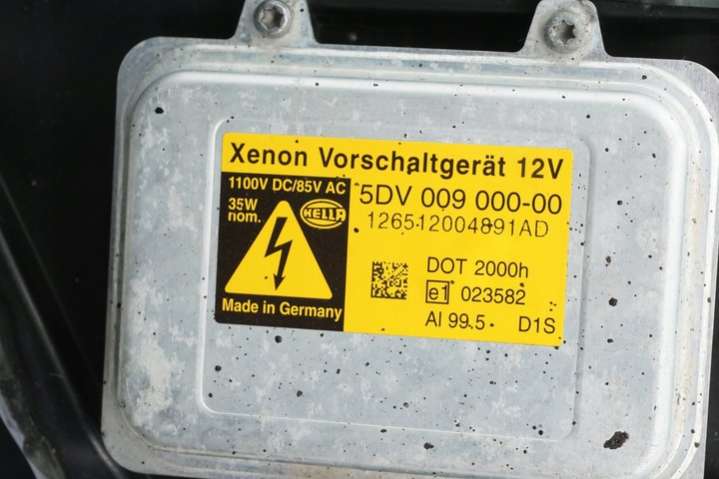 Xenon Vorschaltgerät 12V
1100V DC/85V AC
35W
nom.
HELLA
Made in Germany
5DV 009 000-00
126512004891AD
DOT 2000h
e1 023582
Al 99.5 D1S